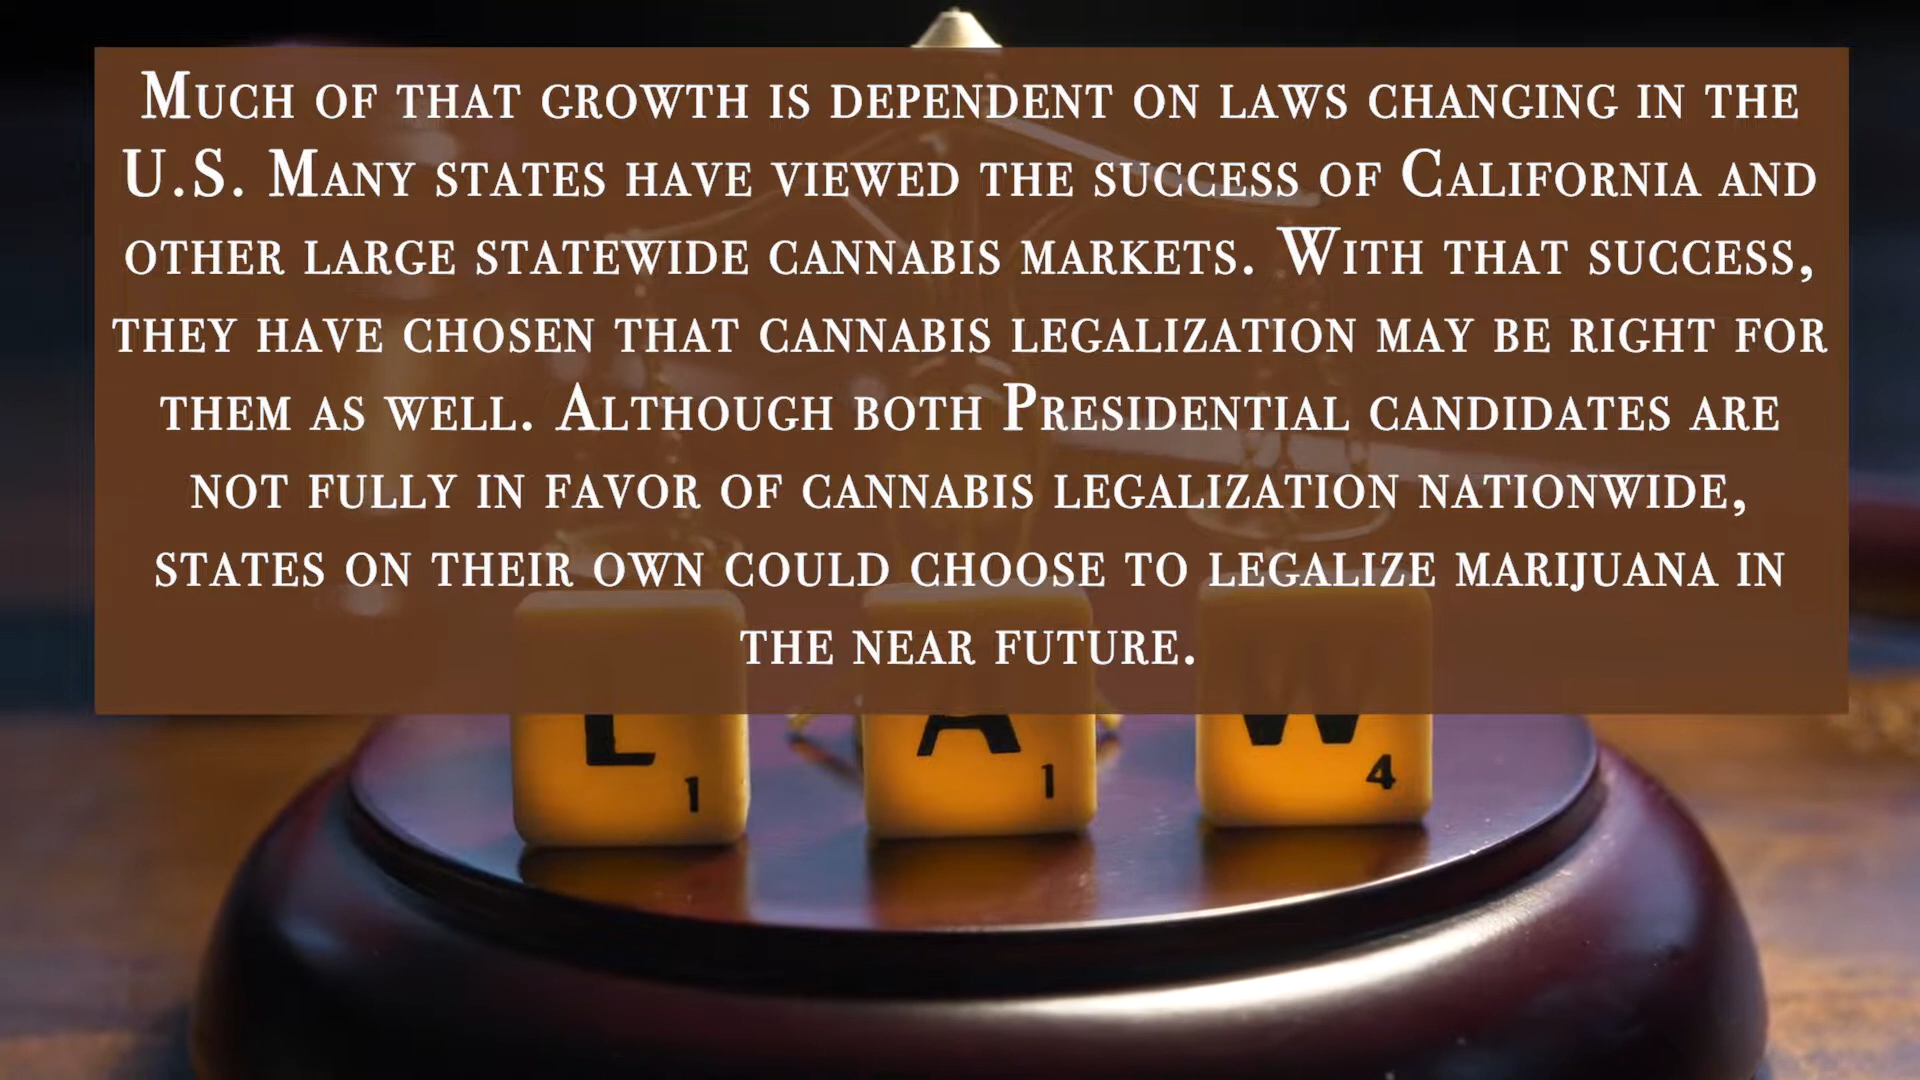 Much of that growth is dependent on laws changing in the
U.S. Many states have viewed the success of California and
other large statewide cannabis markets. With that success,
they have chosen that cannabis legalization may be right for
them as well. Although both Presidential candidates are
not fully in favor of cannabis legalization nationwide,
states on their own could choose to legalize marijuana in
the near future.
L A W
1 1 4